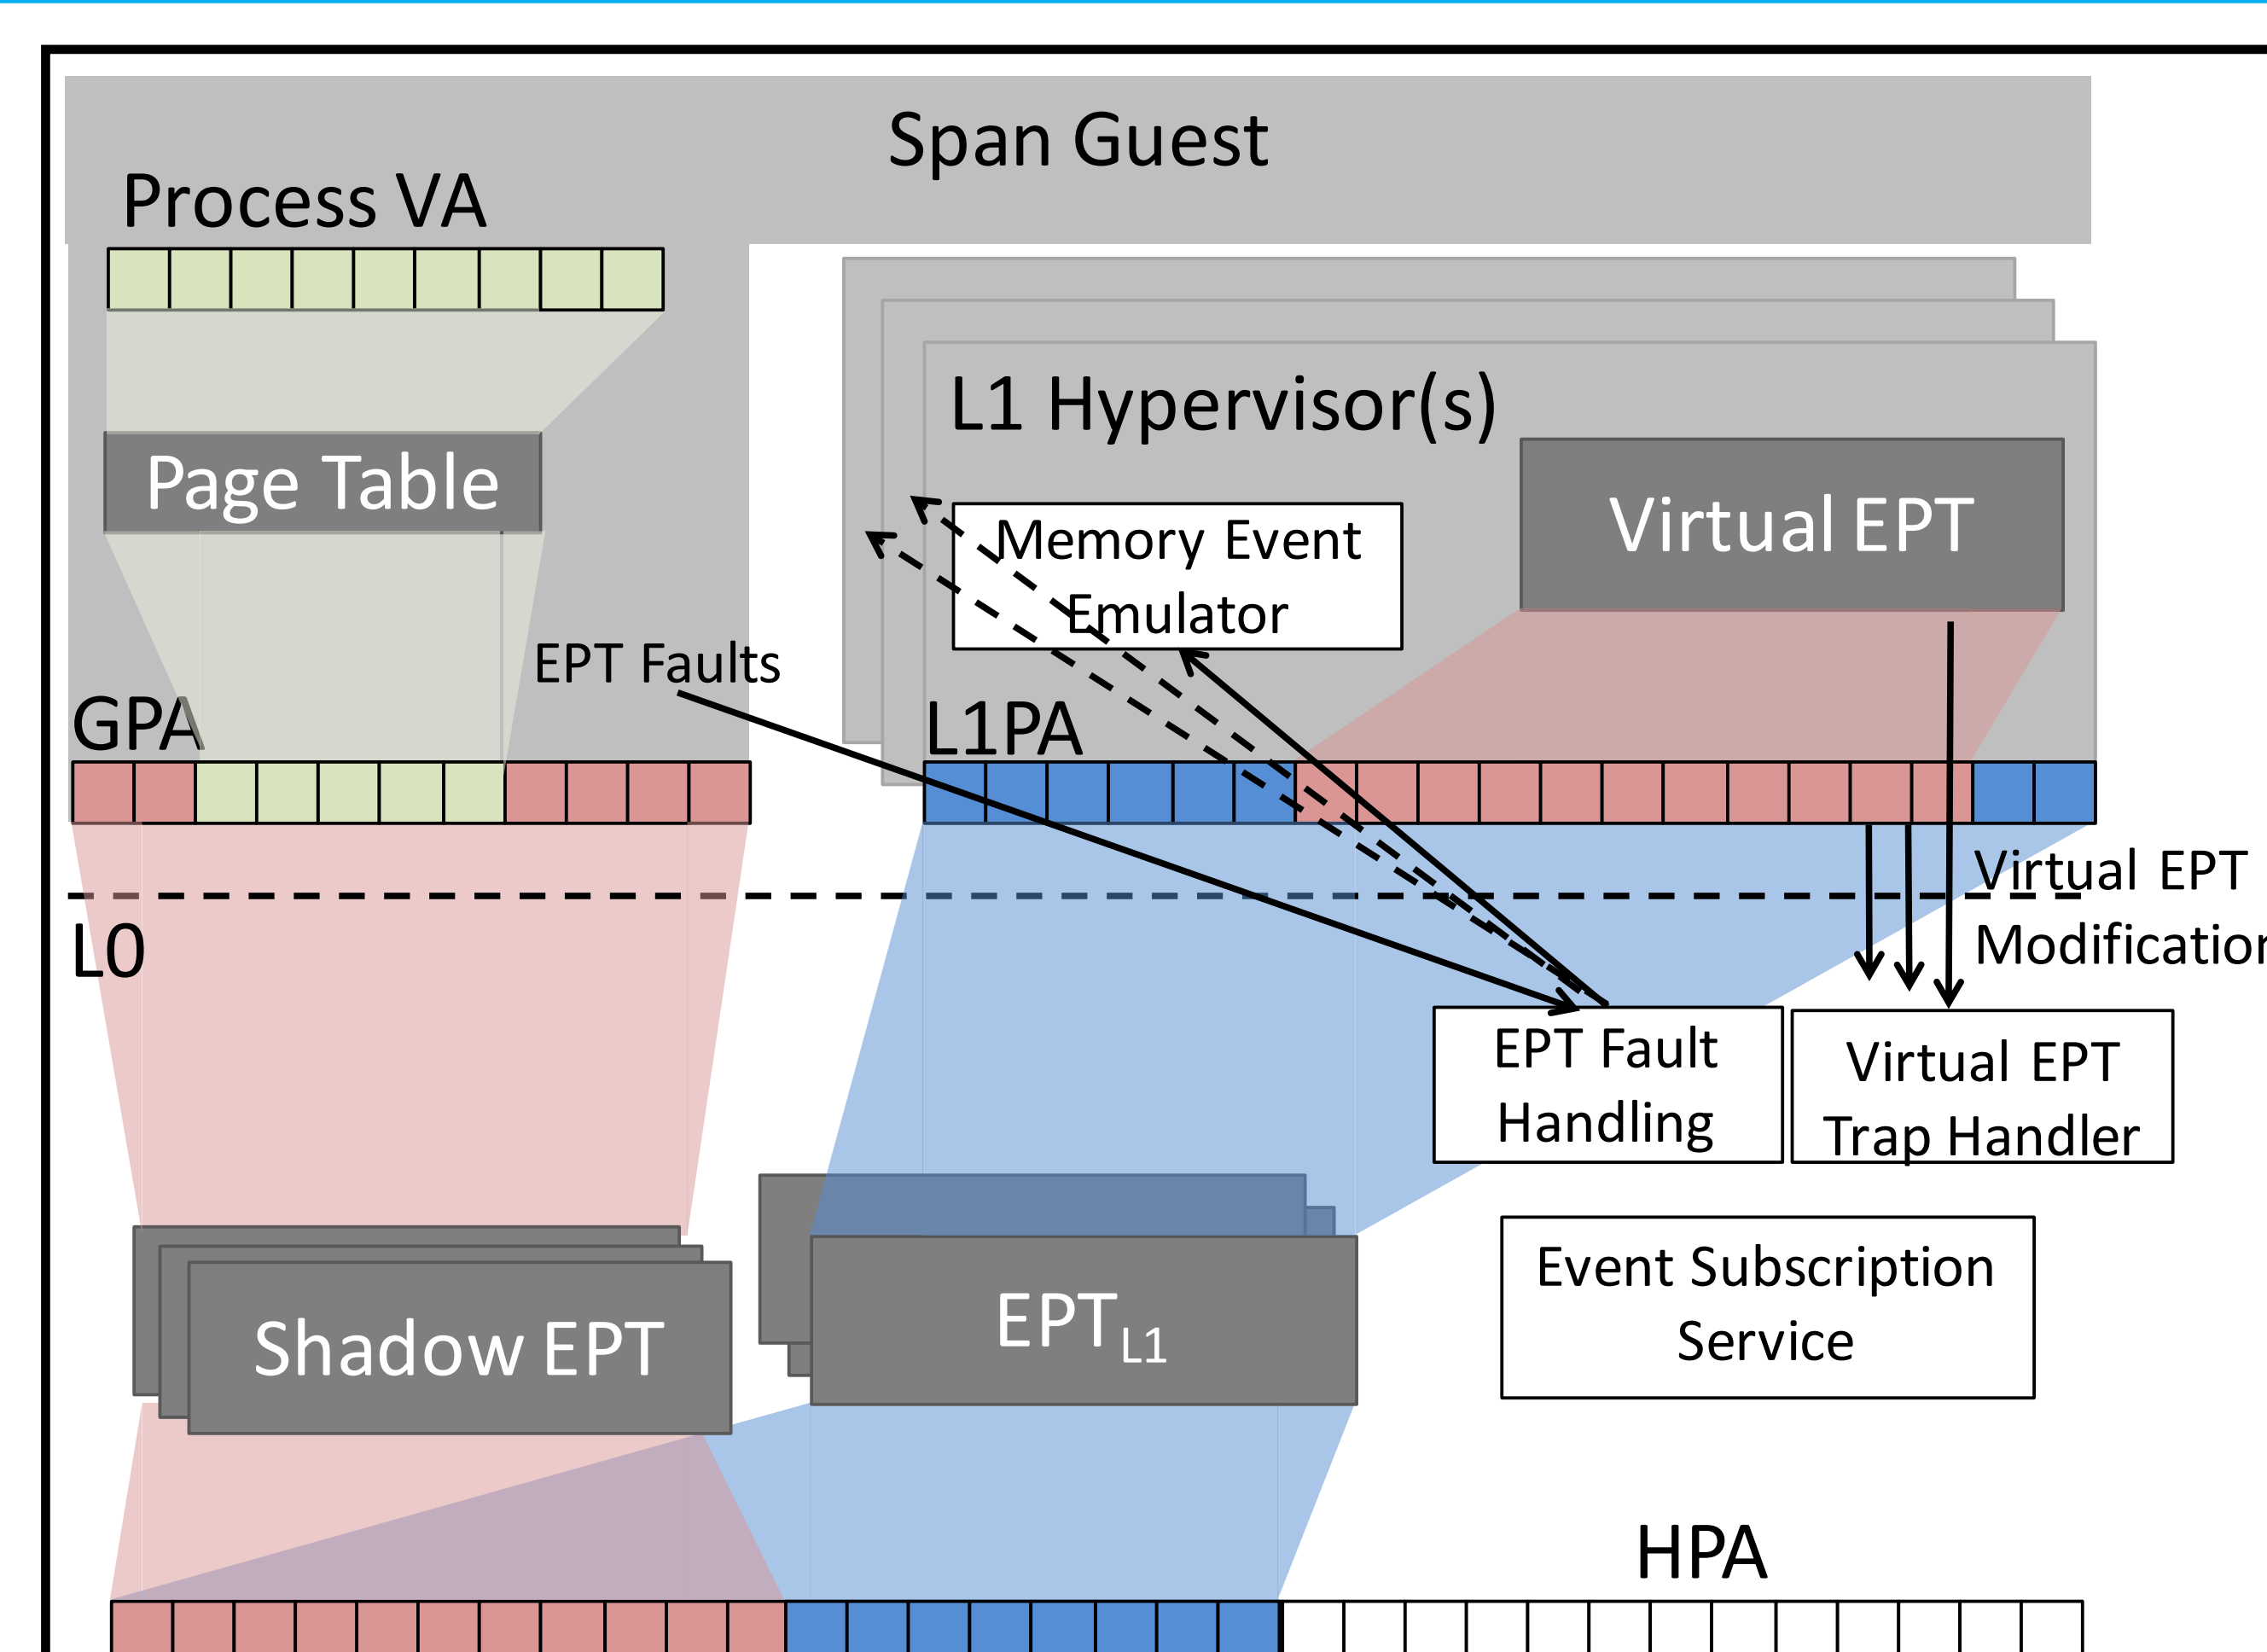 Span Guest
Process VA
L1 Hypervisor(s)
Page Table
Virtual EPT
Memory Event
Emulator
EPT Faults
GPA
L1PA
Virtual EPT
L0
EPT Fault
Handling
Virtual EPT
Trap Handler
Event Subscription
Service
Shadow EPT
EPT L1
HPA